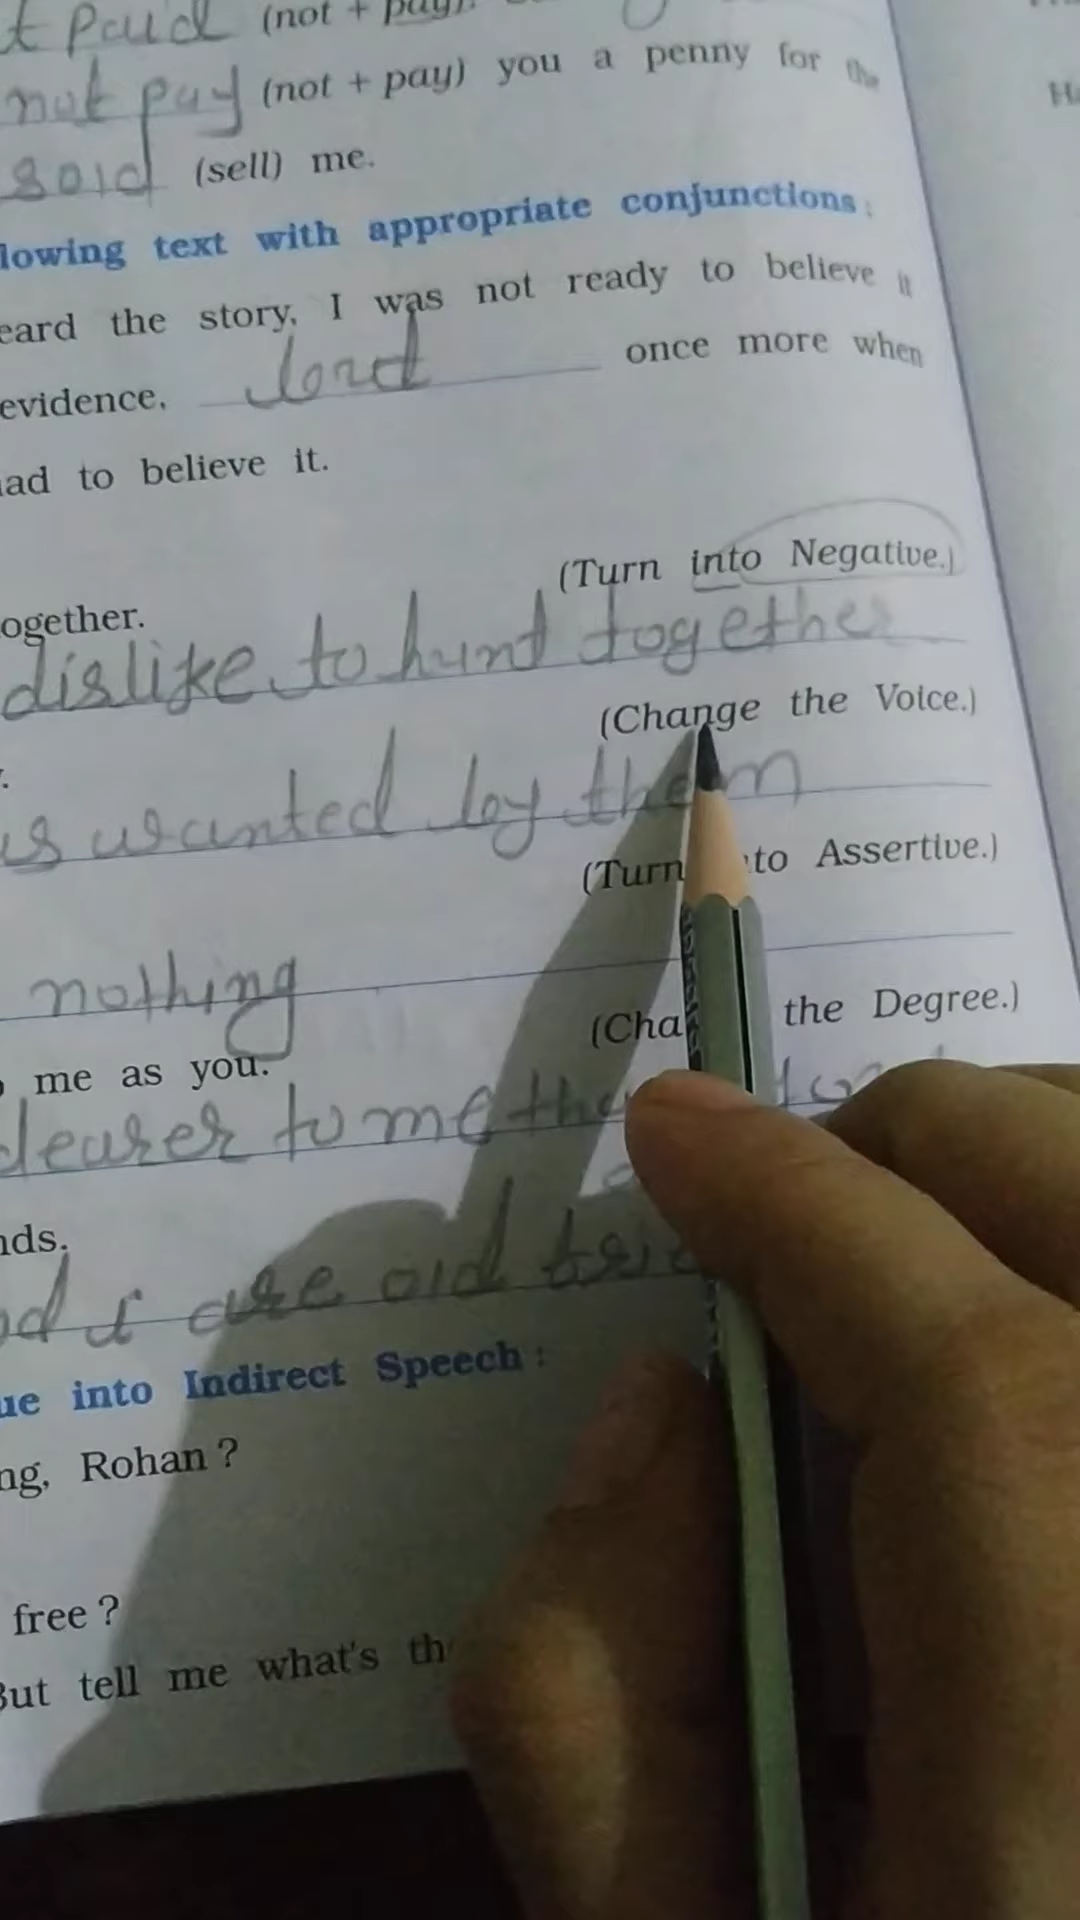 t paid (not + pay).
not pay (not + pay) you a penny for the
sold (sell) me.
lowing text with appropriate conjunctions :
eard the story, I was not ready to believe it
evidence, once more when
ad to believe it.
(Turn into Negative.)
ogether.
dislike to hunt together
(Change the Voice.)
is wanted by them
(Turn to Assertive.)
nothing
(Cha the Degree.)
me as you.
dearer to me tha
nds.
d I are old frie
ue into Indirect Speech :
ng, Rohan ?
free ?
But tell me what's th